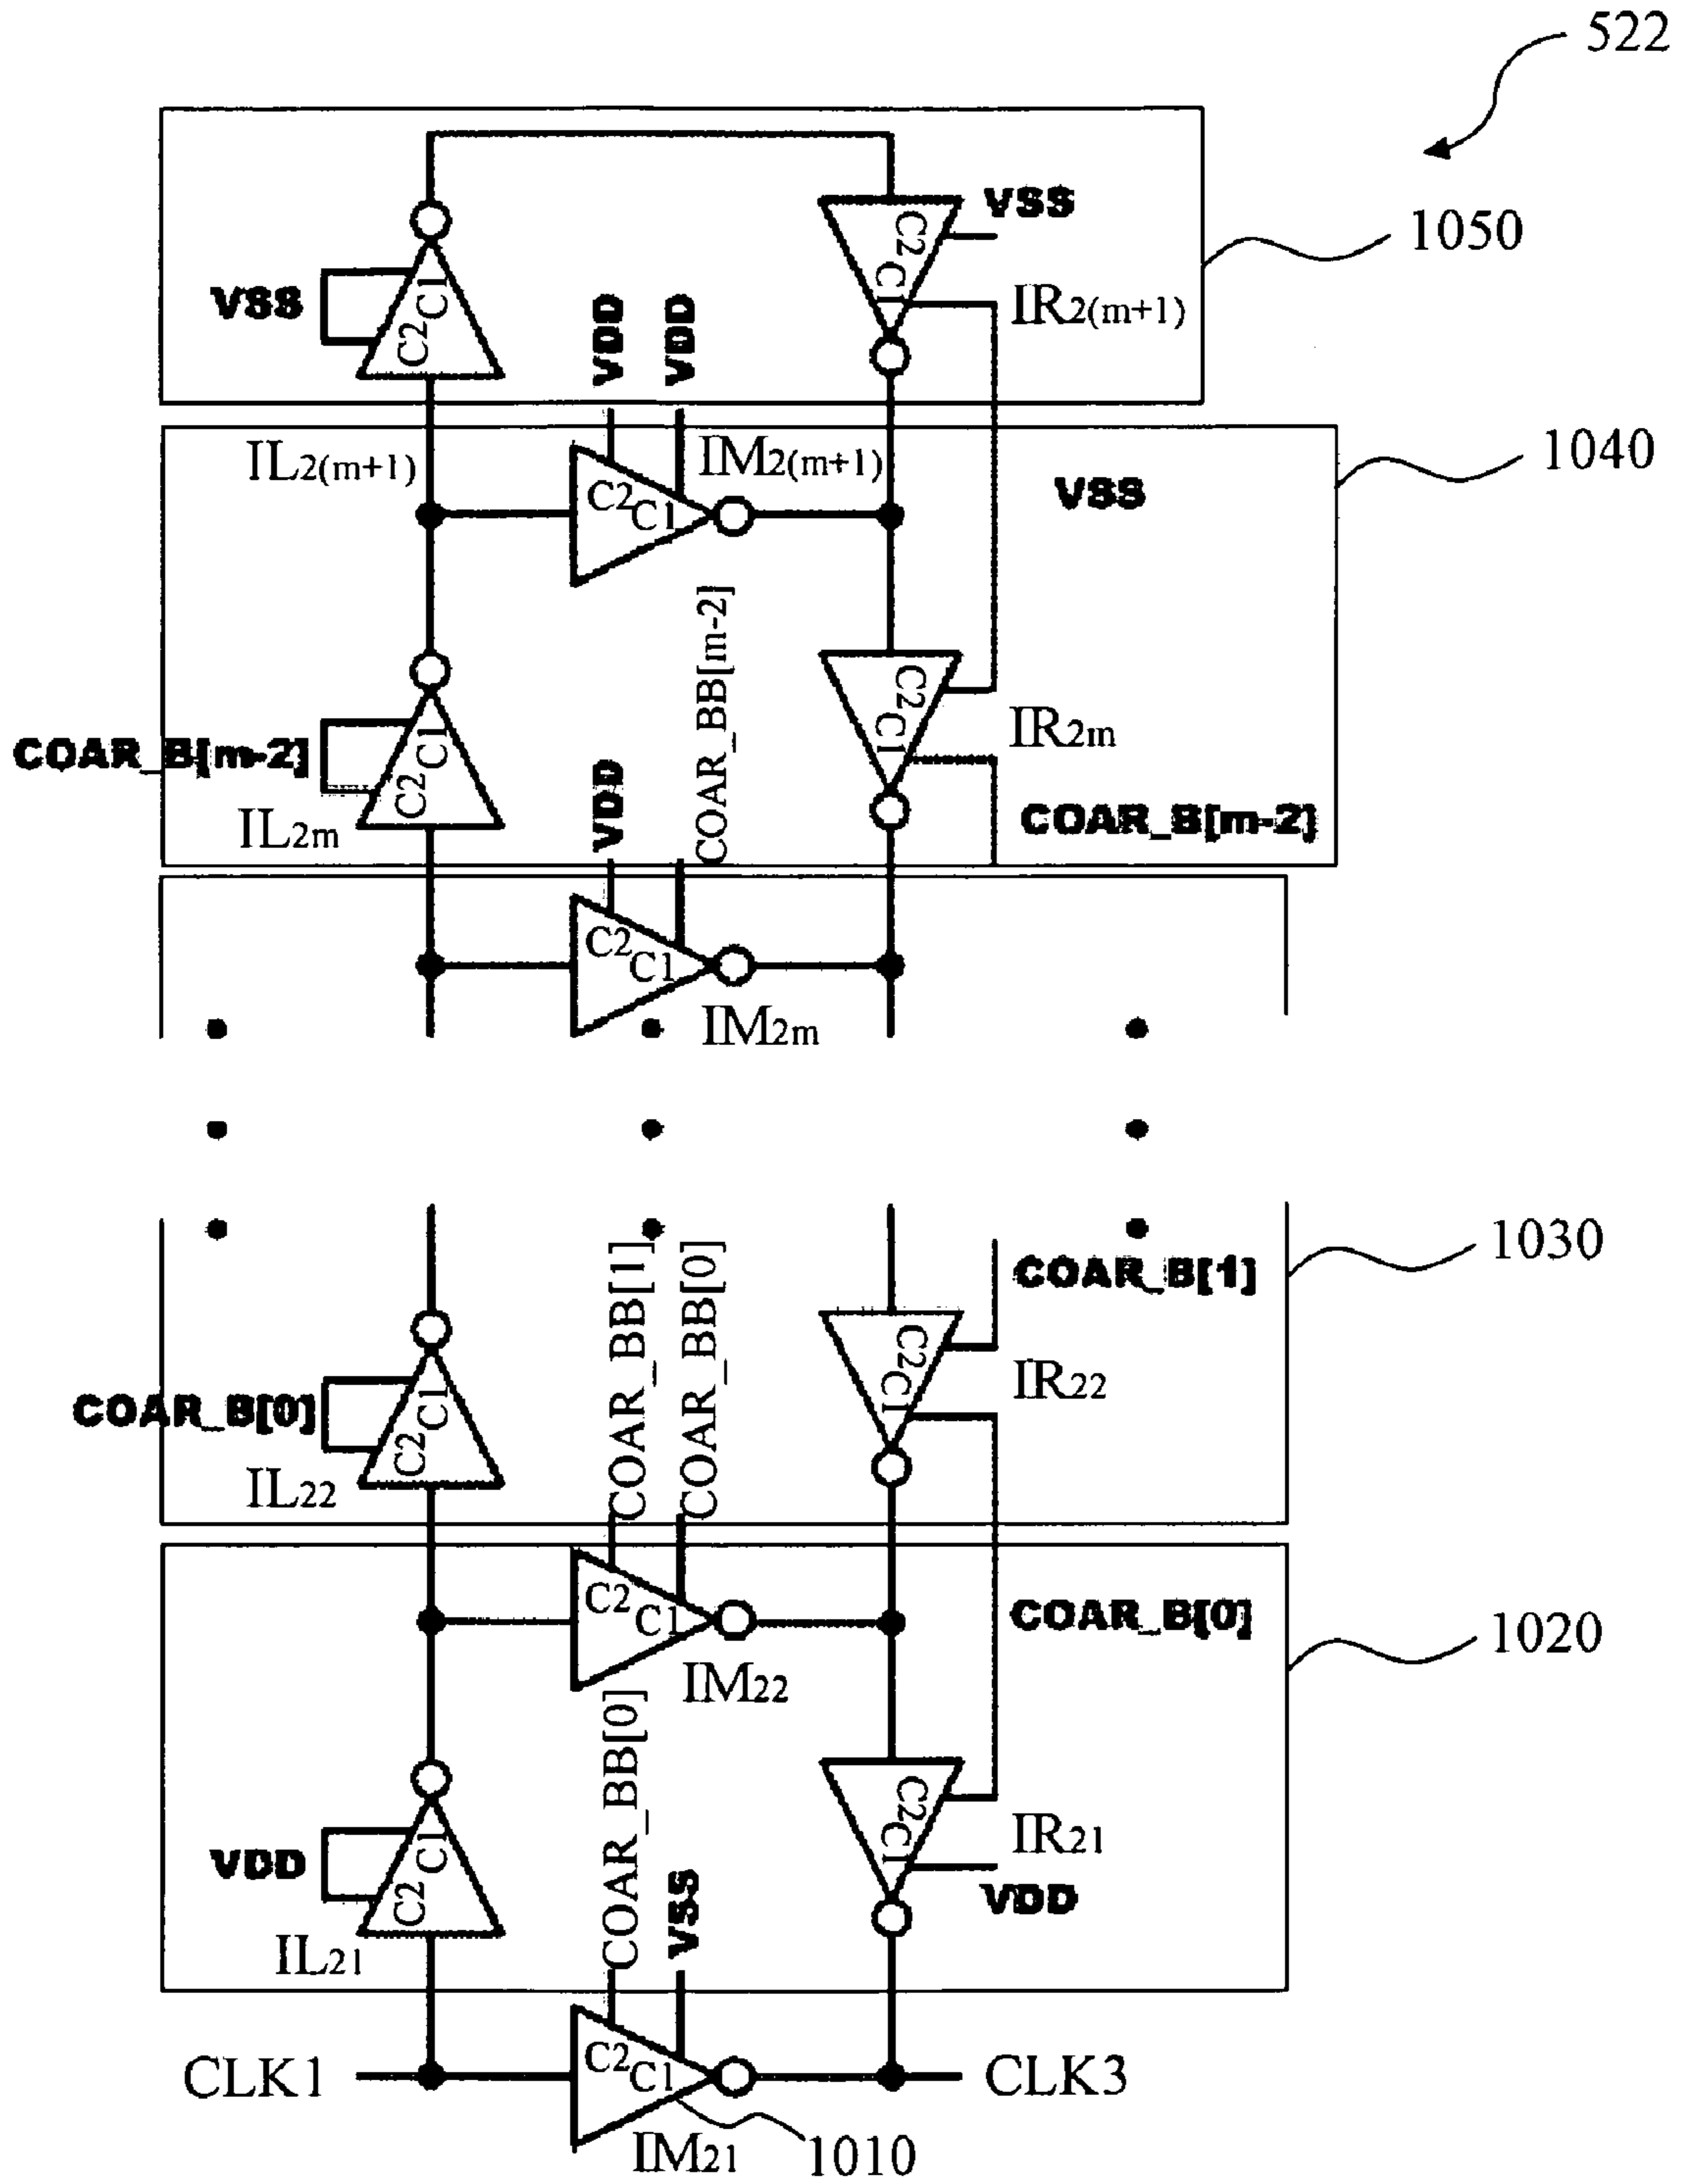 522
VSS
C2
C1
1050
VSS
C1
C2
IR2(m+1)
VDD
VDD
IL2(m+1)
IM2(m+1)
1040
C2
C1
VSS
COAR_BB[m-2]
C2
C1
IR2m
COAR_B[m-2]
C1
C2
VDD
IL2m
COAR_B[m-2]
C2
C1
IM2m
COAR_BB[1]
COAR_BB[0]
1030
COAR_B[1]
C2
C1
IR22
COAR_B[0]
C1
C2
IL22
C2
C1
COAR_B[0]
1020
IM22
COAR_BB[0]
VSS
C2
C1
IR21
VDD
VDD
C1
C2
IL21
CLK1
C2
C1
CLK3
IM21
1010